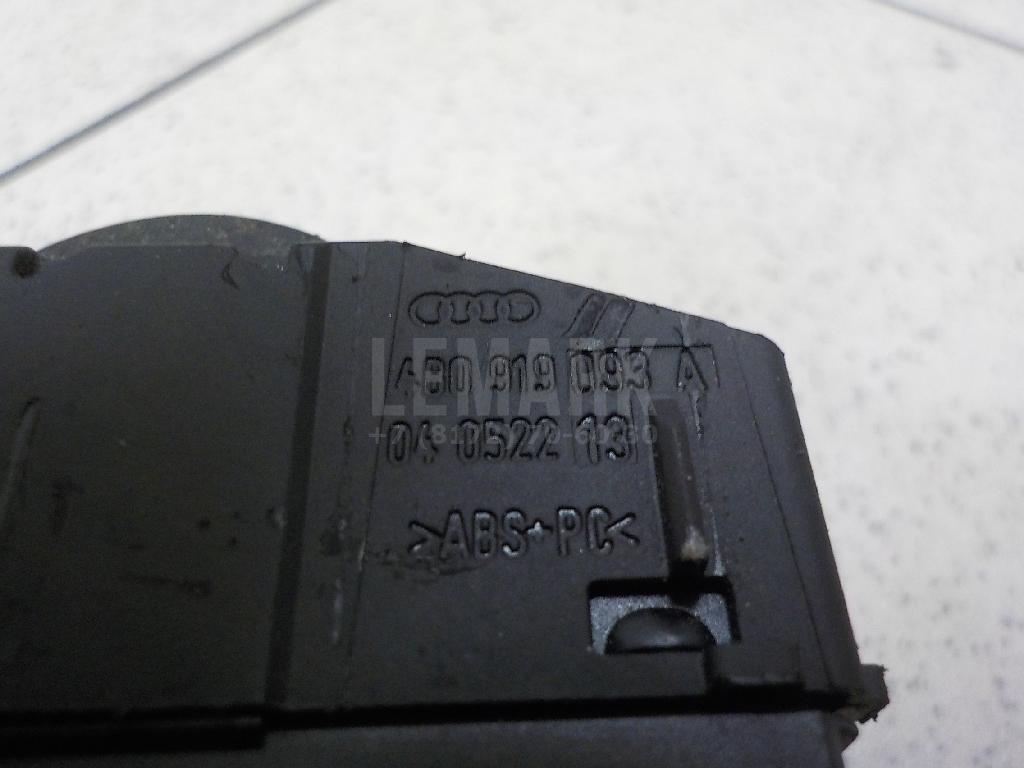 4B0 919 093 A
LEMARK
04 0522 13
>ABS+PC<